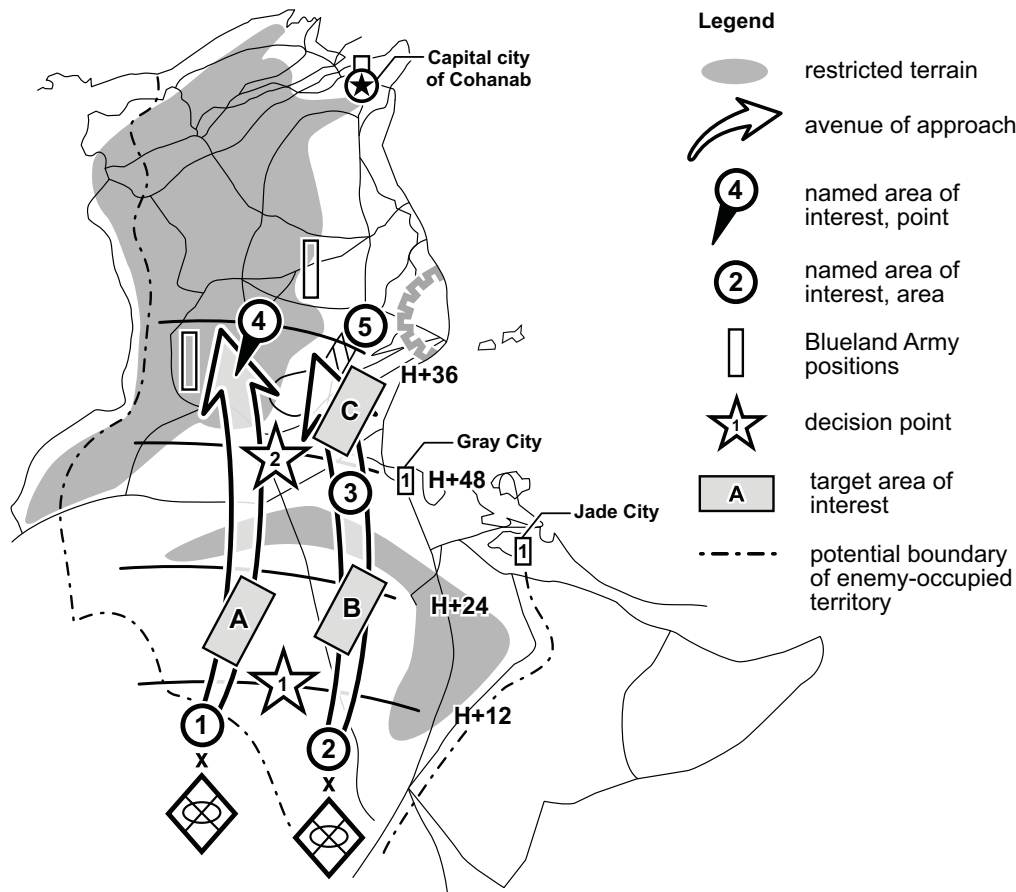 Capital city
of Cohanab
4
5
H+36
C
2
Gray City
1
H+48
3
Jade City
1
A
B
H+24
1
H+12
1
2
x
x
Legend
restricted terrain
avenue of approach
4
named area of
interest, point
2
named area of
interest, area
Blueland Army
positions
1
decision point
A
target area of
interest
potential boundary
of enemy-occupied
territory